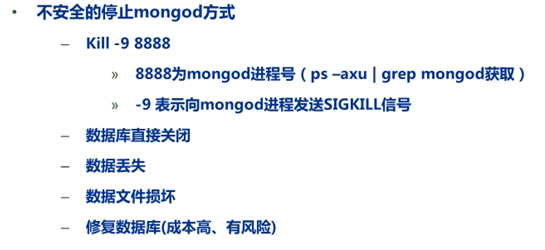 • 不安全的停止mongod方式
– Kill -9 8888
» 8888为mongod进程号（ps –axu | grep mongod获取）
» -9 表示向mongod进程发送SIGKILL信号
– 数据库直接关闭
– 数据丢失
– 数据文件损坏
– 修复数据库(成本高、有风险)